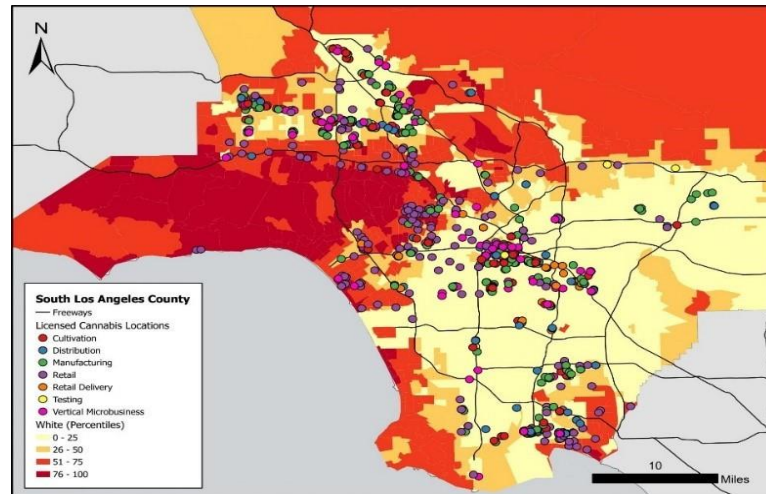 N
South Los Angeles County
Freeways
Licensed Cannabis Locations
Cultivation
Distribution
Manufacturing
Retail
Retail Delivery
Testing
Vertical Microbusiness
White (Percentiles)
0 - 25
26 - 50
51 - 75
76 - 100
10
Miles